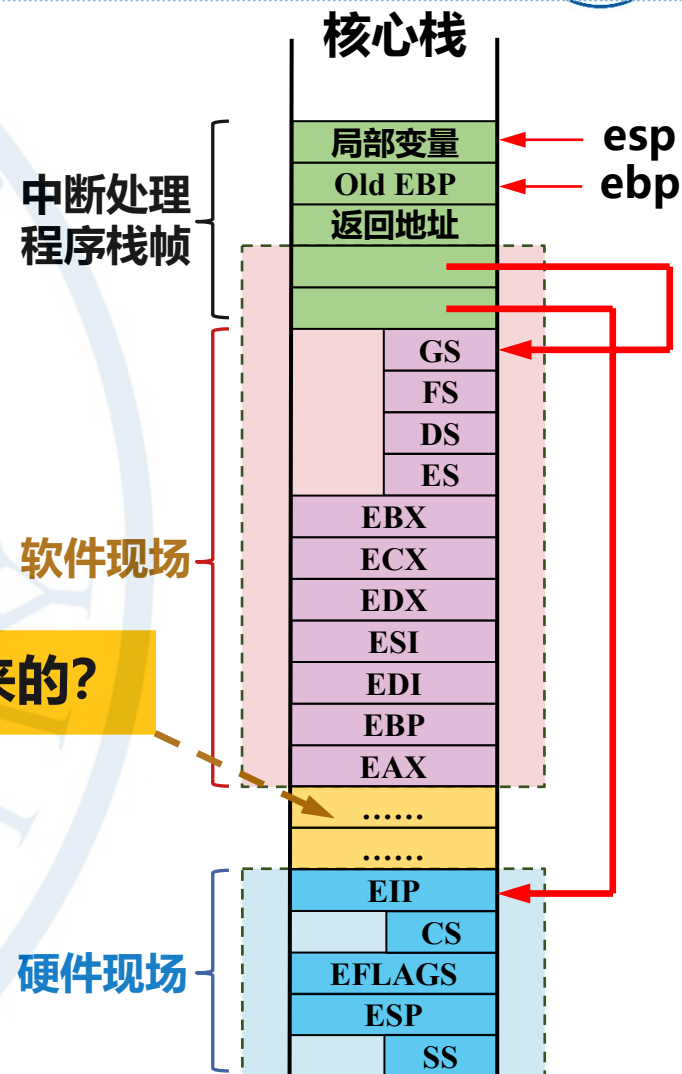 核心栈
局部变量
esp
Old EBP
ebp
返回地址
中断处理
程序栈帧
GS
FS
DS
ES
EBX
ECX
EDX
ESI
EDI
EBP
EAX
软件现场
来的？
……
……
EIP
CS
EFLAGS
ESP
SS
硬件现场